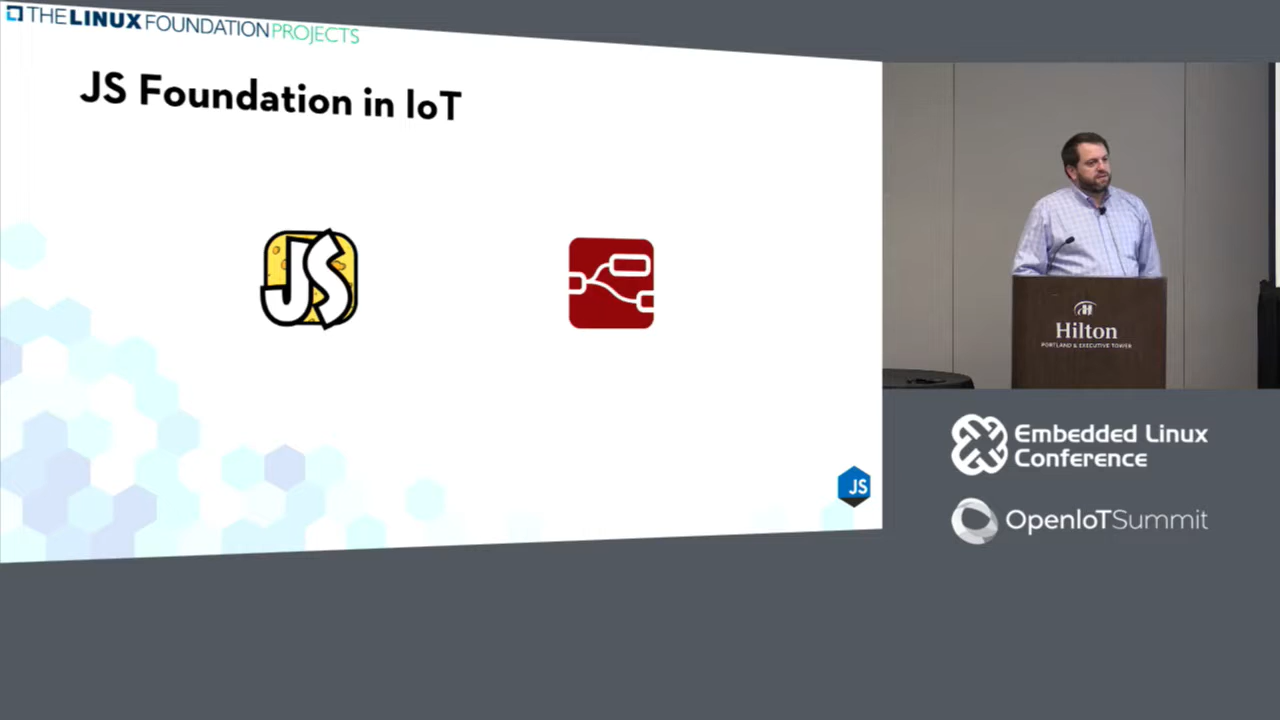 THE LINUX FOUNDATION PROJECTS
JS Foundation in IoT
JS
JS
Hilton
PORTLAND & EXECUTIVE TOWER
Embedded Linux
Conference
OpenIoTSummit